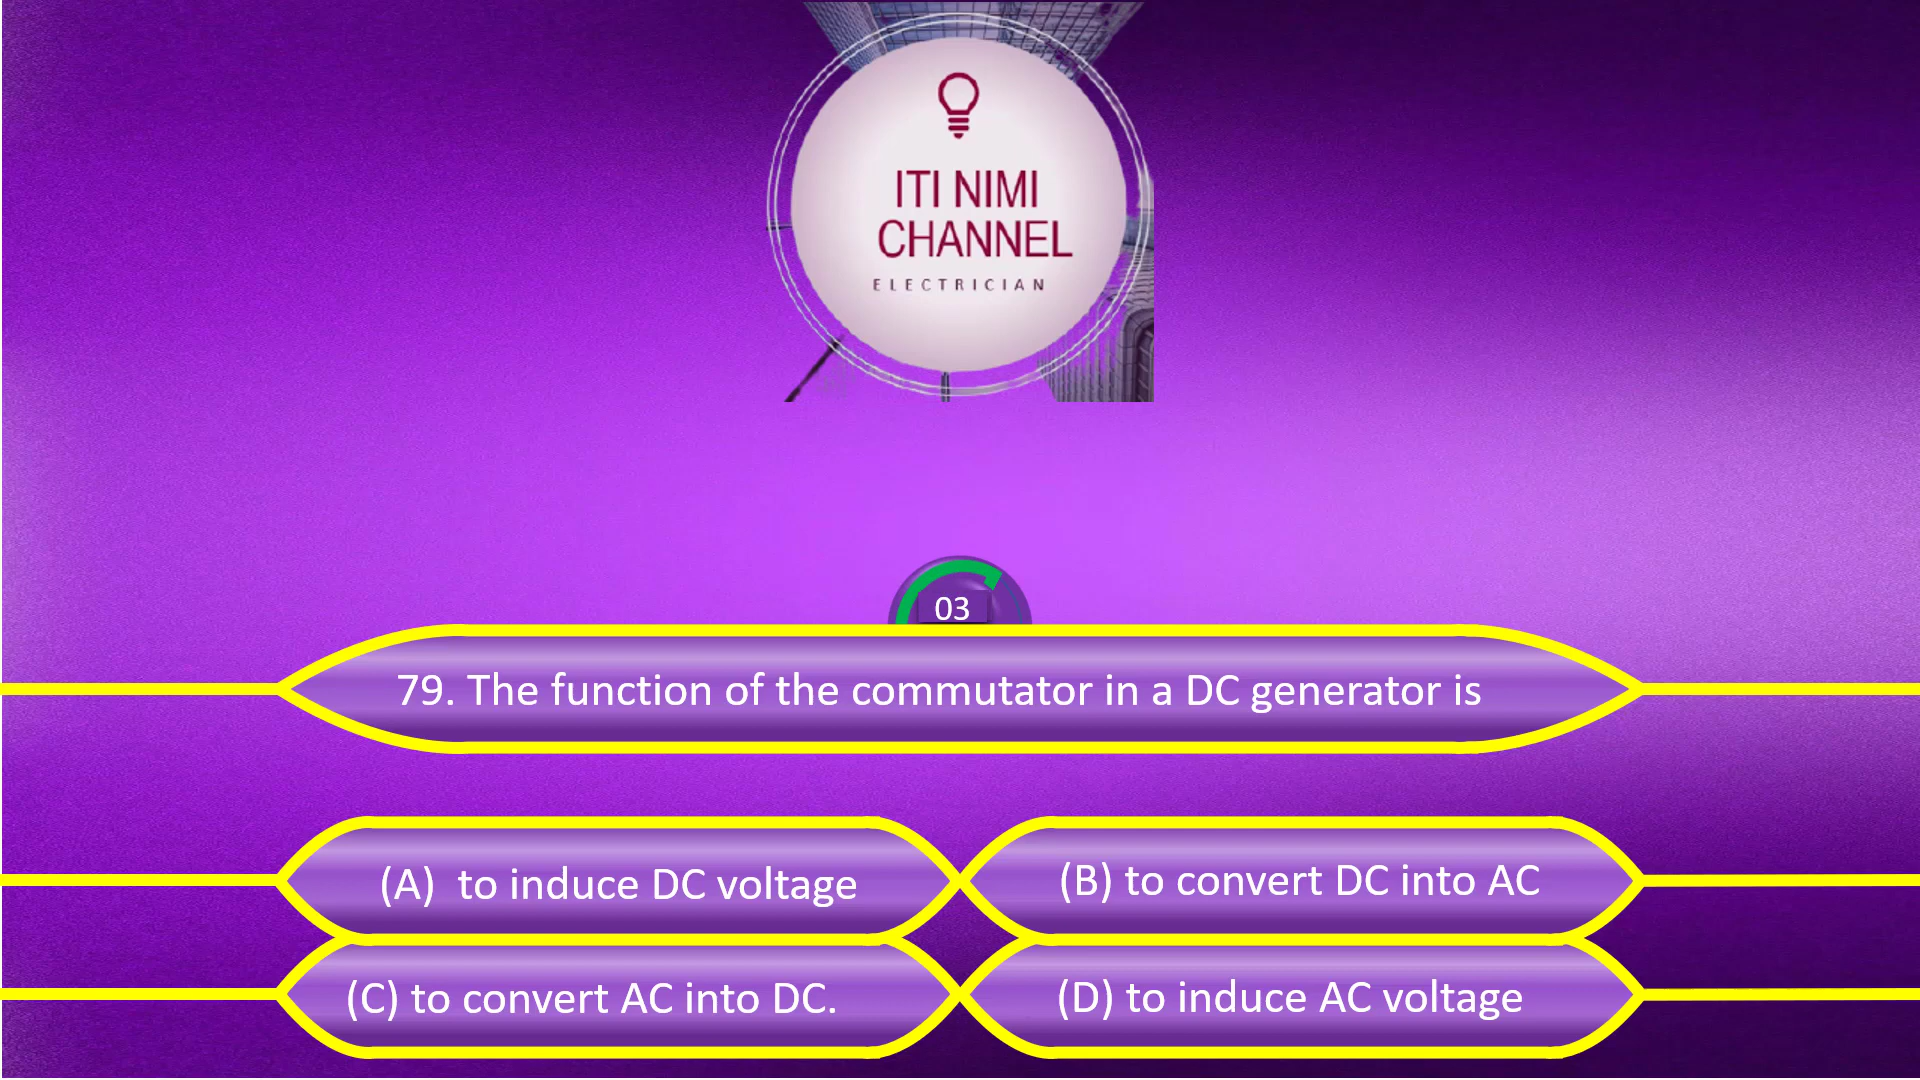 ITI NIMI
CHANNEL
ELECTRICIAN
03
79. The function of the commutator in a DC generator is
(A) to induce DC voltage
(B) to convert DC into AC
(C) to convert AC into DC.
(D) to induce AC voltage